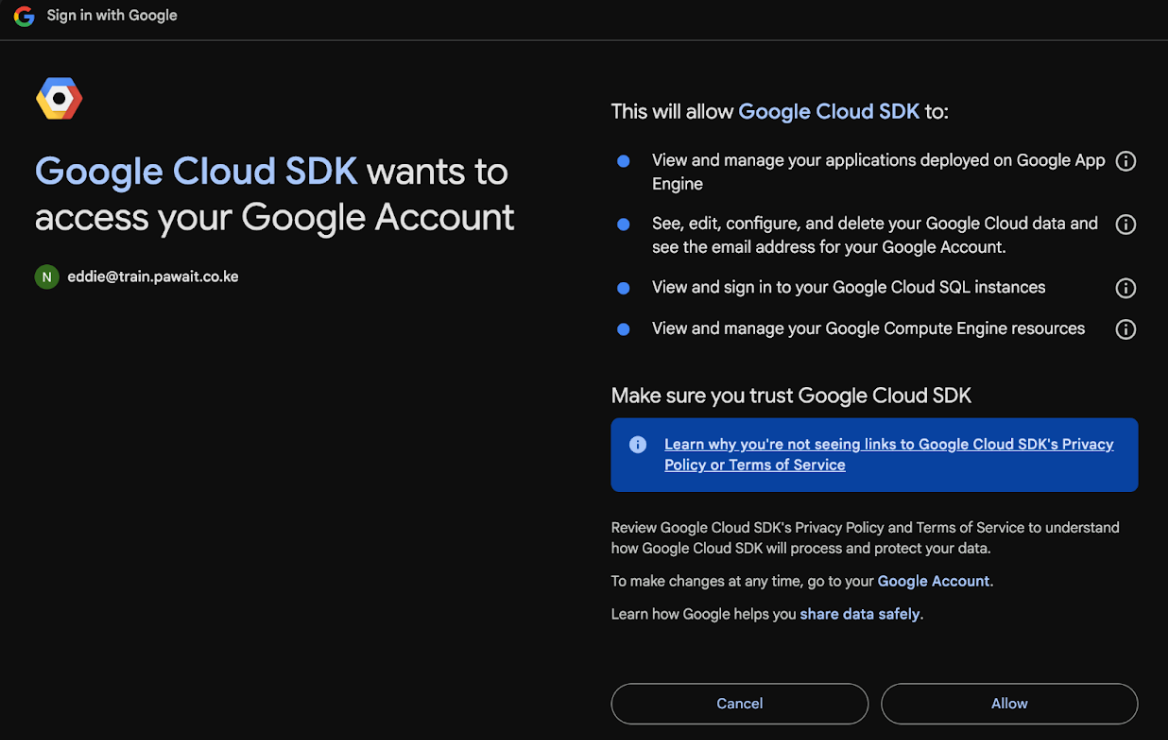 Sign in with Google
Google Cloud SDK wants to
access your Google Account
N eddie@train.pawait.co.ke
This will allow Google Cloud SDK to:
View and manage your applications deployed on Google App
Engine
See, edit, configure, and delete your Google Cloud data and
see the email address for your Google Account.
View and sign in to your Google Cloud SQL instances
View and manage your Google Compute Engine resources
Make sure you trust Google Cloud SDK
Learn why you're not seeing links to Google Cloud SDK's Privacy
Policy or Terms of Service
Review Google Cloud SDK's Privacy Policy and Terms of Service to understand
how Google Cloud SDK will process and protect your data.
To make changes at any time, go to your Google Account.
Learn how Google helps you share data safely.
Cancel Allow